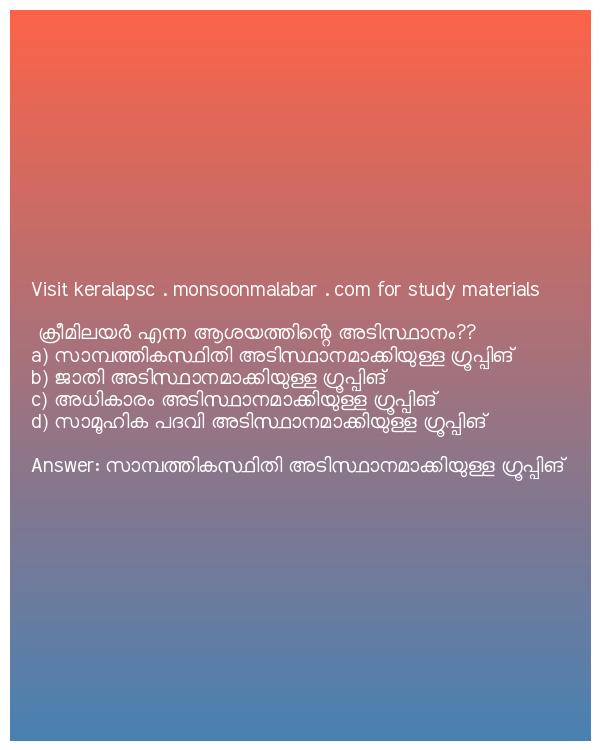 Visit keralapsc . monsoonmalabar . com for study materials
ക്രീമിലയർ എന്ന ആശയത്തിന്റെ അടിസ്ഥാനം??
a) സാമ്പത്തികസ്ഥിതി അടിസ്ഥാനമാക്കിയുള്ള ഗ്രൂപ്പിങ്
b) ജാതി അടിസ്ഥാനമാക്കിയുള്ള ഗ്രൂപ്പിങ്
c) അധികാരം അടിസ്ഥാനമാക്കിയുള്ള ഗ്രൂപ്പിങ്
d) സാമൂഹിക പദവി അടിസ്ഥാനമാക്കിയുള്ള ഗ്രൂപ്പിങ്
Answer: സാമ്പത്തികസ്ഥിതി അടിസ്ഥാനമാക്കിയുള്ള ഗ്രൂപ്പിങ്